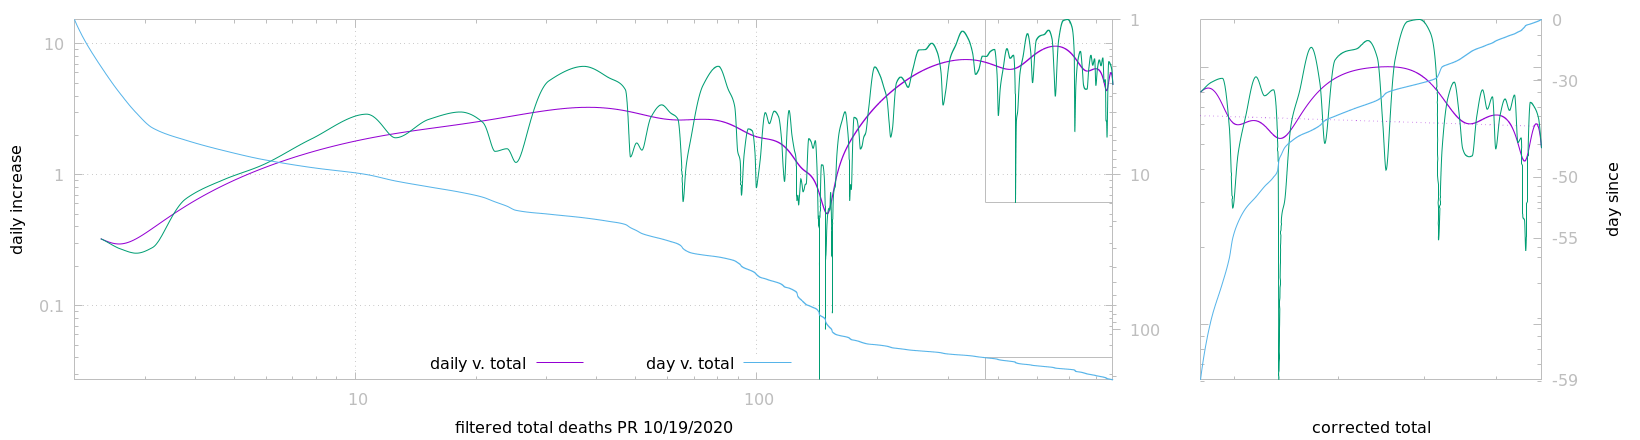 10
1
0.1
daily increase
daily v. total
day v. total
10
100
filtered total deaths PR 10/19/2020
1
10
100
0
-30
-50
-55
-59
day since
corrected total